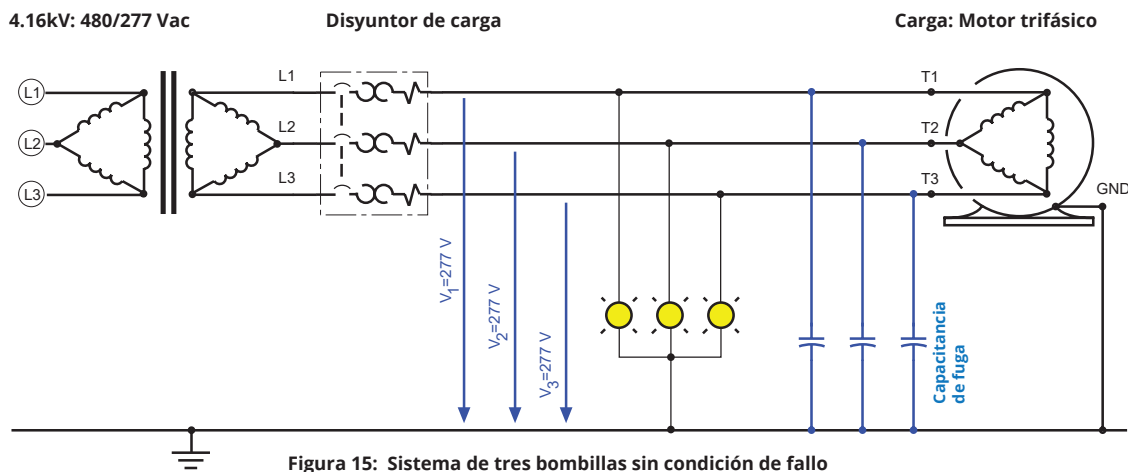 4.16kV: 480/277 Vac
Disyuntor de carga
Carga: Motor trifásico
L1
L2
L3
L1
L2
L3
T1
T2
T3
GND
V1=277 V
V2=277 V
V3=277 V
Capacitancia
de fuga
Figura 15: Sistema de tres bombillas sin condición de fallo